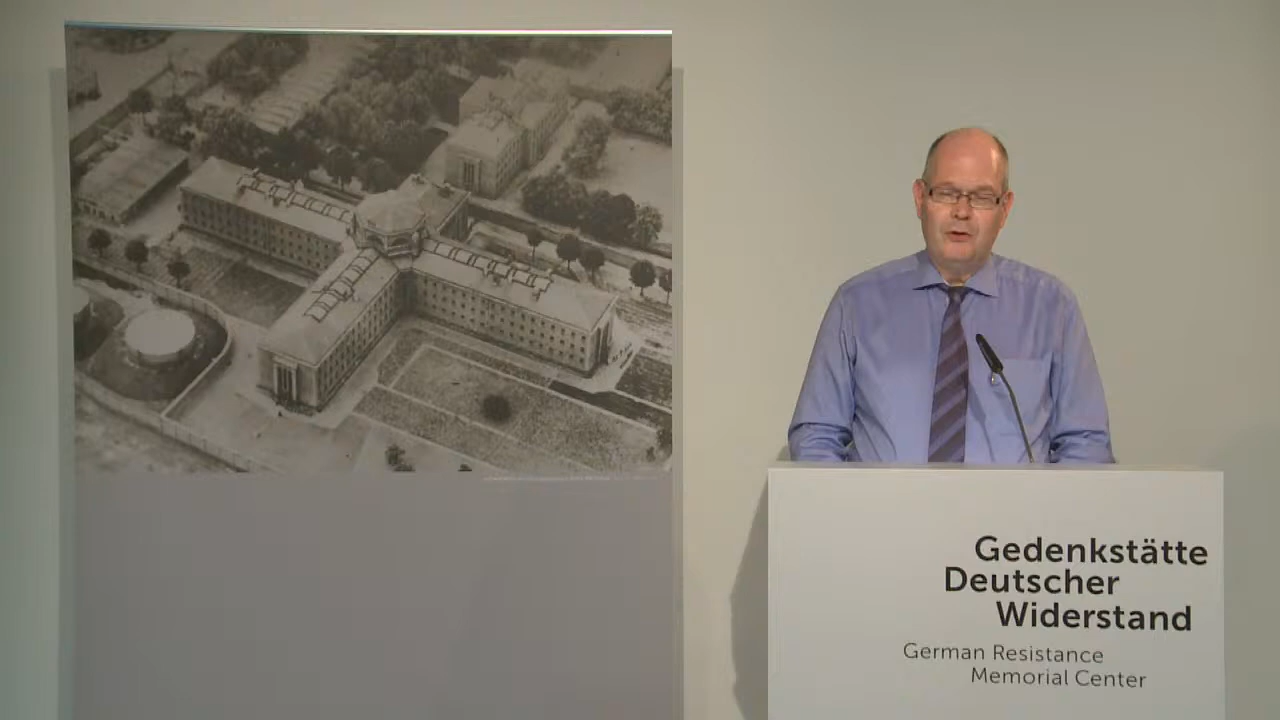 Gedenkstätte
Deutscher
Widerstand
German Resistance
Memorial Center